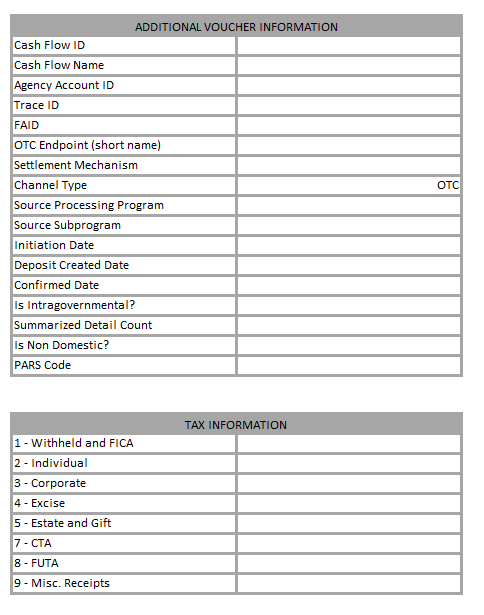 ADDITIONAL VOUCHER INFORMATION
Cash Flow ID
Cash Flow Name
Agency Account ID
Trace ID
FAID
OTC Endpoint (short name)
Settlement Mechanism
Channel Type OTC
Source Processing Program
Source Subprogram
Initiation Date
Deposit Created Date
Confirmed Date
Is Intragovernmental?
Summarized Detail Count
Is Non Domestic?
PARS Code
TAX INFORMATION
1 - Withheld and FICA
2 - Individual
3 - Corporate
4 - Excise
5 - Estate and Gift
7 - CTA
8 - FUTA
9 - Misc. Receipts